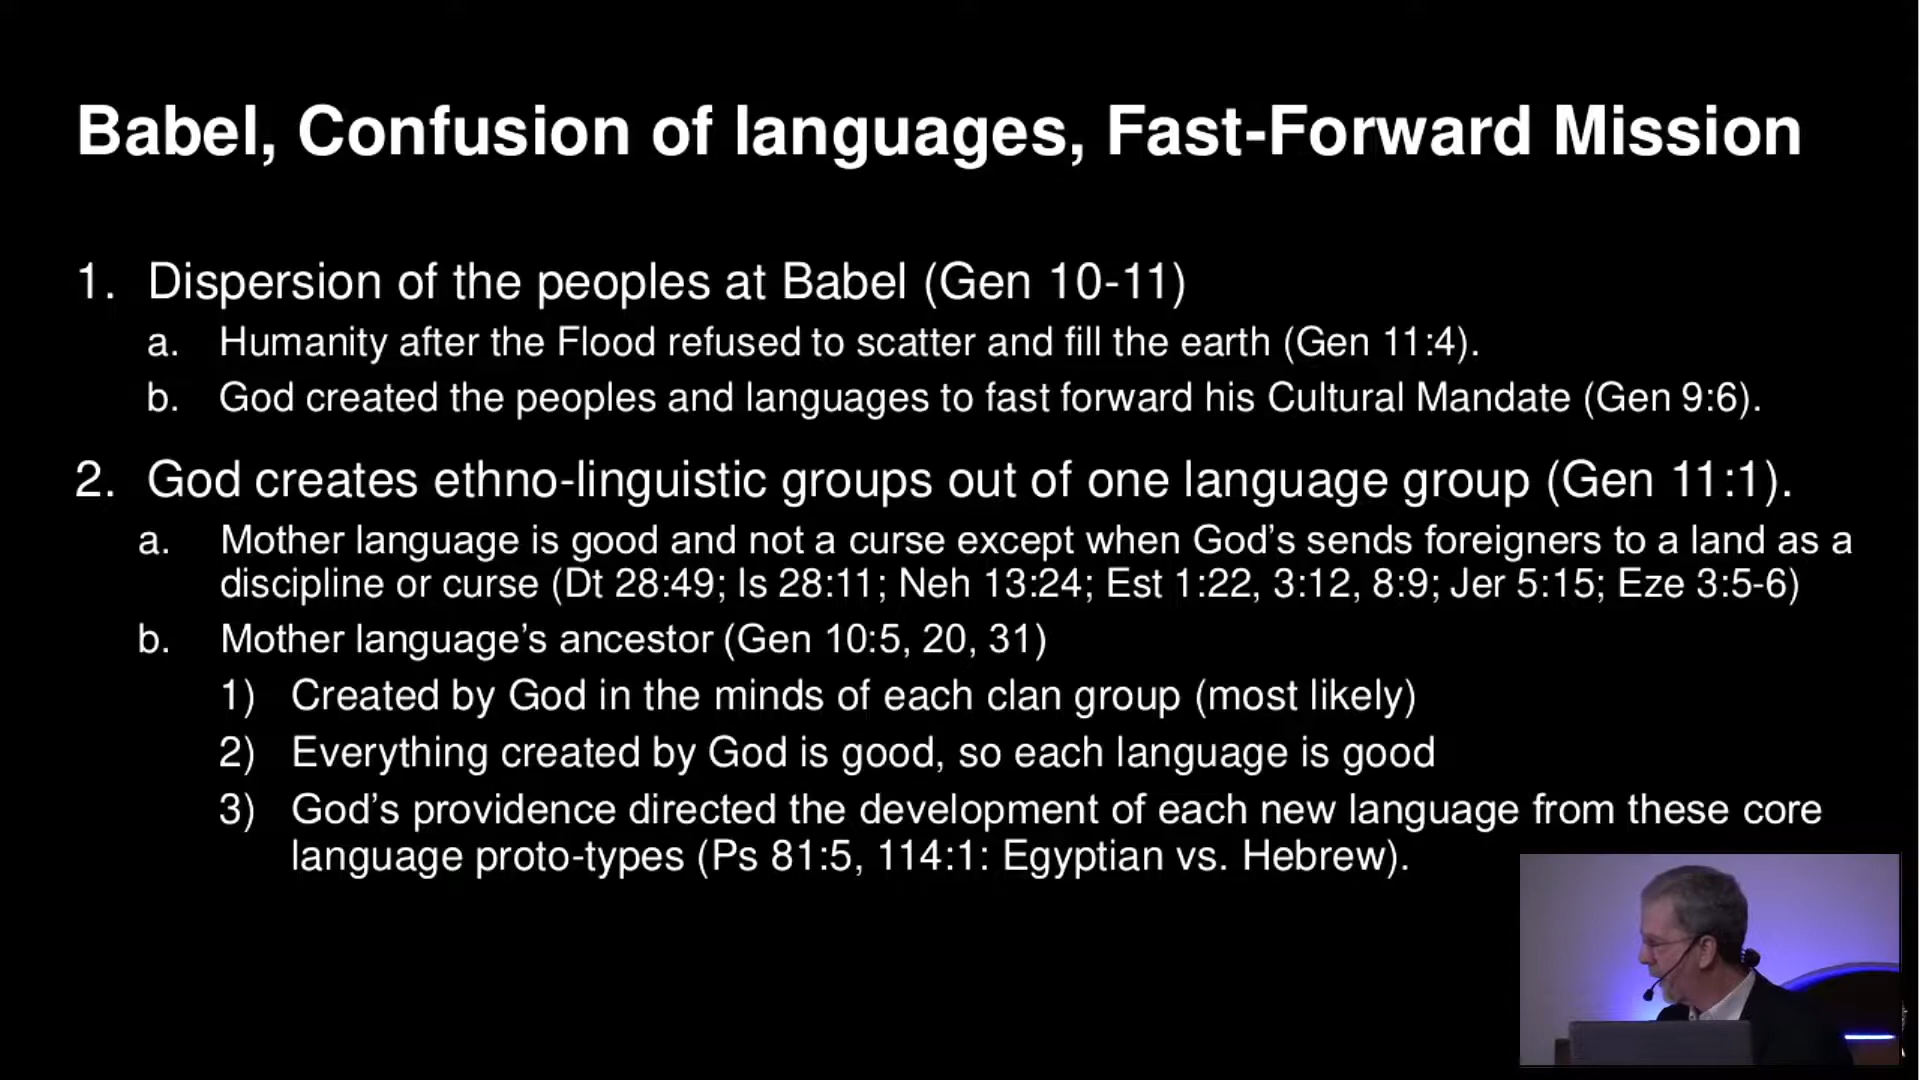 Babel, Confusion of languages, Fast-Forward Mission
1. Dispersion of the peoples at Babel (Gen 10-11)
a. Humanity after the Flood refused to scatter and fill the earth (Gen 11:4).
b. God created the peoples and languages to fast forward his Cultural Mandate (Gen 9:6).
2. God creates ethno-linguistic groups out of one language group (Gen 11:1).
a. Mother language is good and not a curse except when God’s sends foreigners to a land as a
discipline or curse (Dt 28:49; Is 28:11; Neh 13:24; Est 1:22, 3:12, 8:9; Jer 5:15; Eze 3:5-6)
b. Mother language’s ancestor (Gen 10:5, 20, 31)
1) Created by God in the minds of each clan group (most likely)
2) Everything created by God is good, so each language is good
3) God’s providence directed the development of each new language from these core
language proto-types (Ps 81:5, 114:1: Egyptian vs. Hebrew).